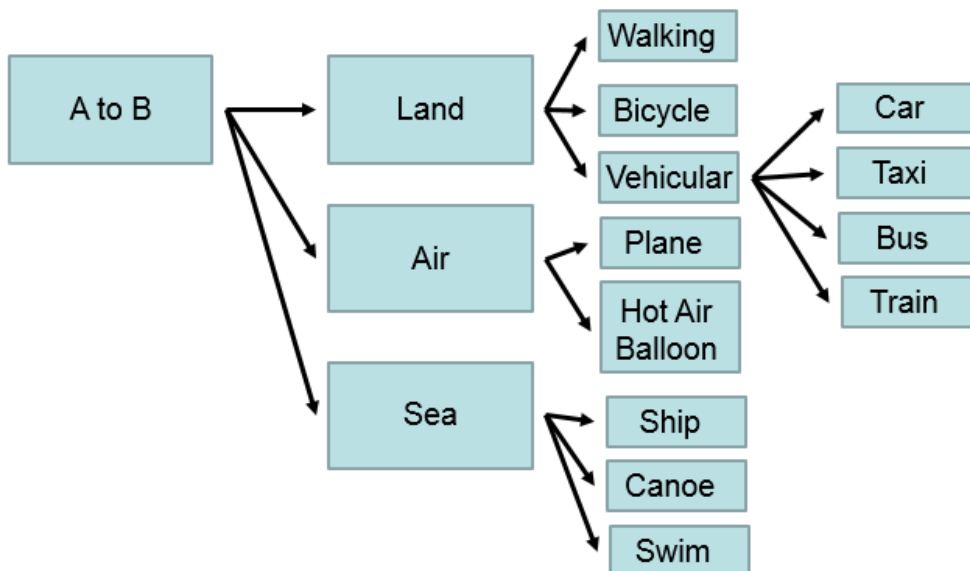 A to B
Land
Air
Sea
Walking
Bicycle
Vehicular
Plane
Hot Air
Balloon
Ship
Canoe
Swim
Car
Taxi
Bus
Train